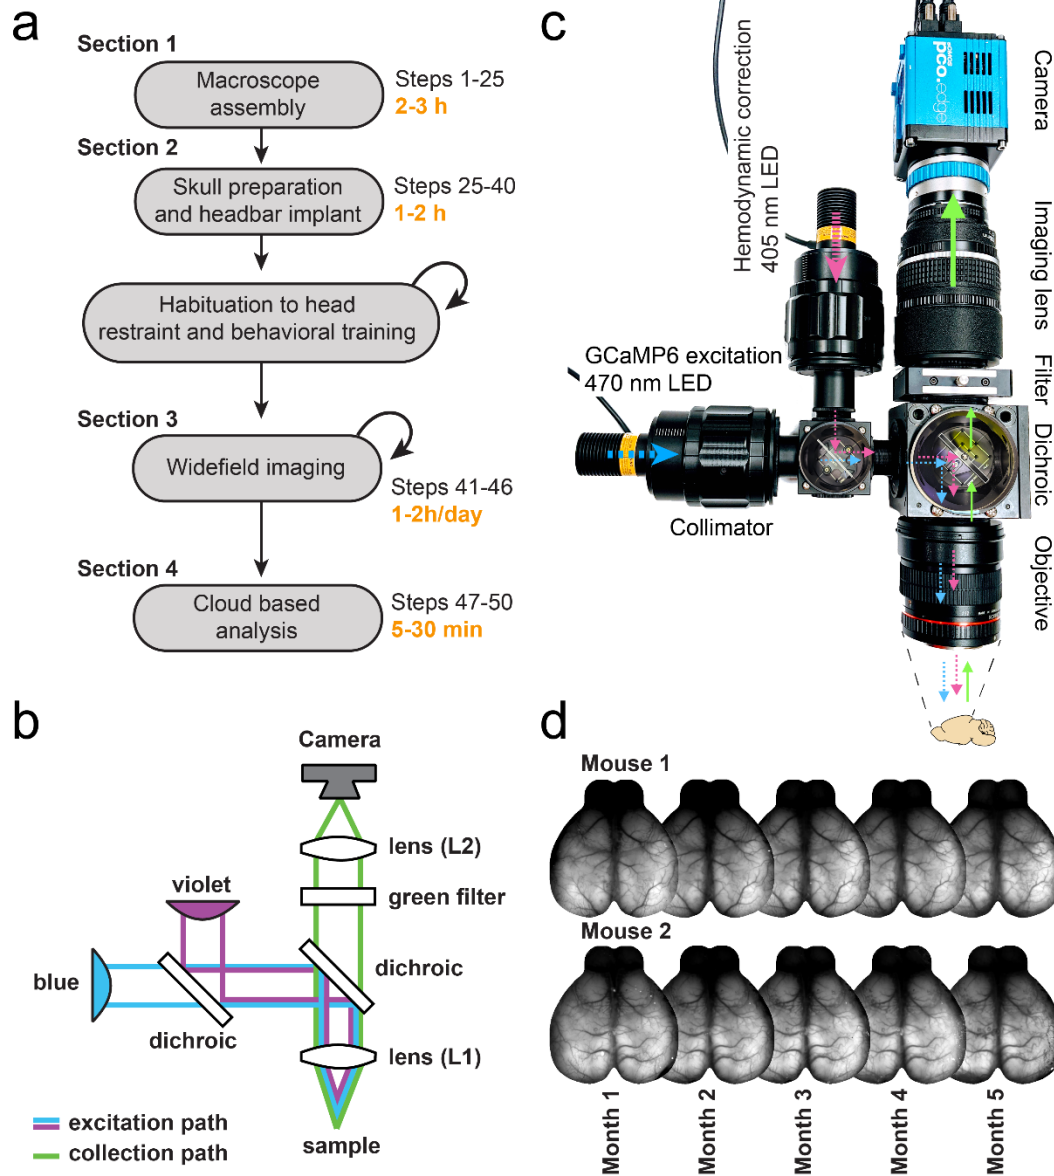 a
Section 1
Macroscope
assembly
Steps 1-25
2-3 h
Section 2
Skull preparation
and headbar implant
Steps 25-40
1-2 h
Habituation to head
restraint and behavioral training
Section 3
Widefield imaging
Steps 41-46
1-2h/day
Section 4
Cloud based
analysis
Steps 47-50
5-30 min
b
Camera
lens (L2)
green filter
violet
dichroic
blue
dichroic
lens (L1)
sample
excitation path
collection path
c
Hemodynamic correction
405 nm LED
GCaMP6 excitation
470 nm LED
Collimator
pco.edge
Camera
Imaging lens
Filter
Dichroic
Objective
d
Mouse 1
Mouse 2
Month 1
Month 2
Month 3
Month 4
Month 5